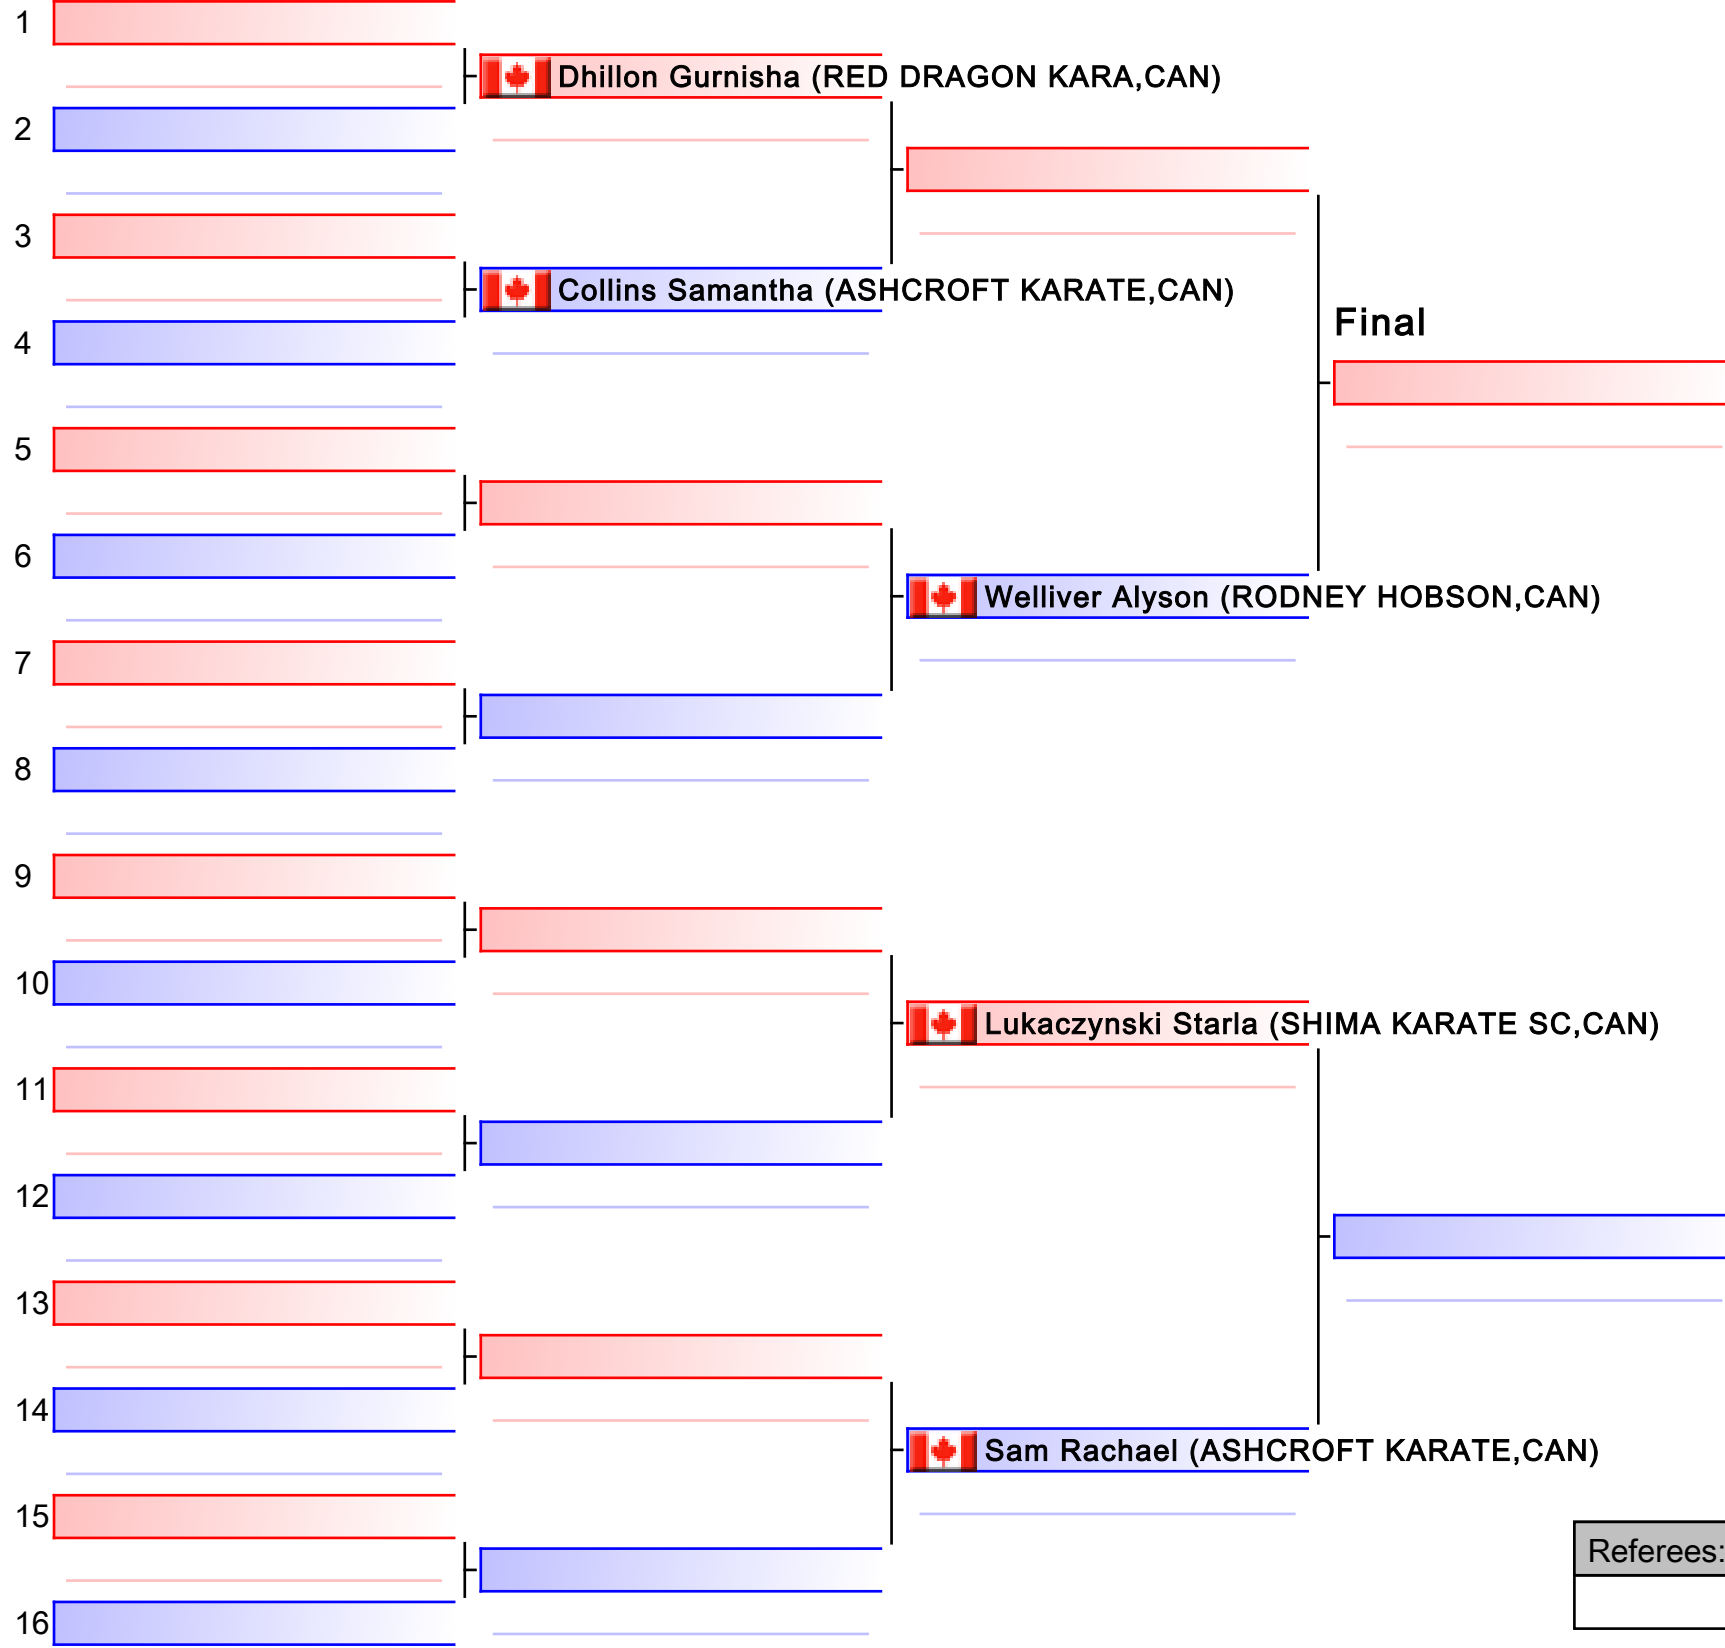 1
Dhillon Gurnisha (RED DRAGON KARA,CAN)
2
3
Collins Samantha (ASHCROFT KARATE,CAN)
4
Final
5
6
Welliver Alyson (RODNEY HOBSON,CAN)
7
8
9
10
Lukaczynski Starla (SHIMA KARATE SC,CAN)
11
12
13
14
Sam Rachael (ASHCROFT KARATE,CAN)
15
Referees:
16